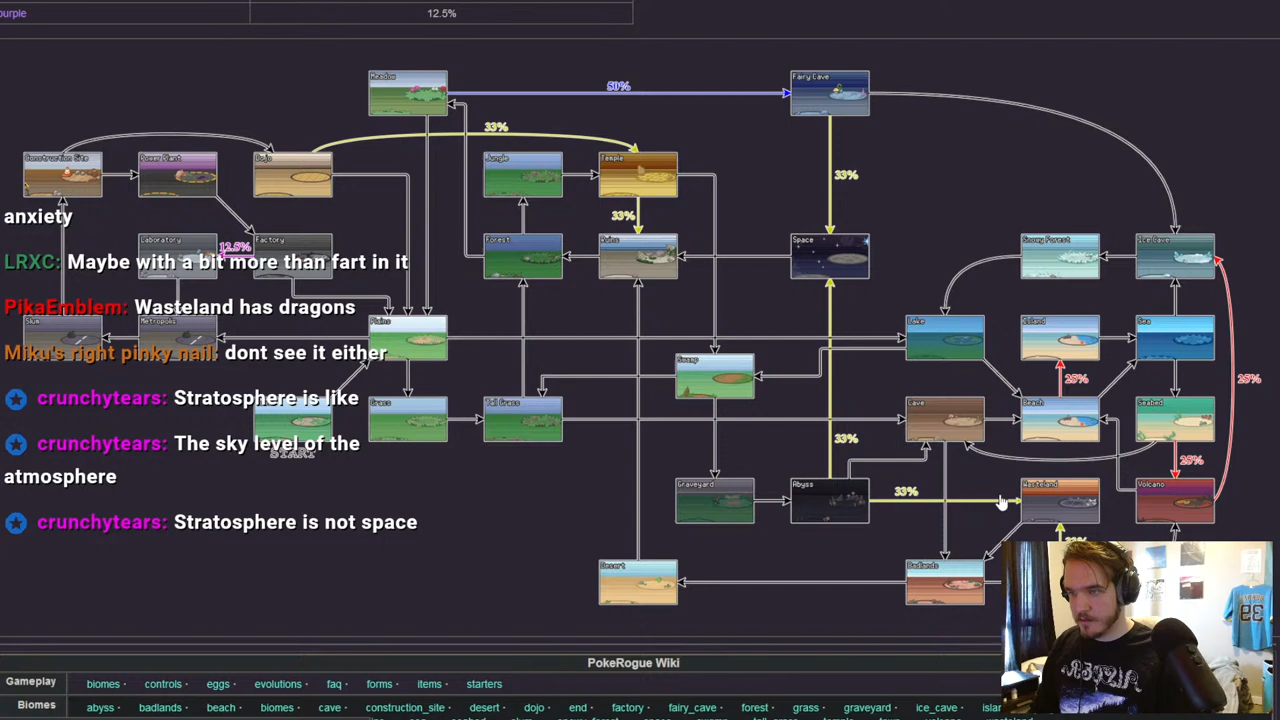 purple
12.5%
Meadow
50%
Fairy Cave
33%
Construction Site
Power Plant
Dojo
Jungle
Temple
33%
anxiety
33%
Laboratory
12.5%
Factory
Forest
Ruins
Space
Snowy Forest
Ice Cave
LRXC: Maybe with a bit more than fart in it
PikaEmblem: Wasteland has dragons
Slum
Metropolis
Plains
Lake
Island
Sea
Miku's right pinky nail: dont see it either
Swamp
25%
25%
crunchytears: Stratosphere is like
Grass
Tall Grass
Cave
Beach
Seabed
crunchytears: The sky level of the
atmosphere
START
33%
25%
Graveyard
Abyss
33%
Wasteland
Volcano
crunchytears: Stratosphere is not space
Desert
Badlands
23
PokeRogue Wiki
Gameplay
biomes · controls · eggs · evolutions · faq · forms · items · starters
Biomes
abyss · badlands · beach · biomes · cave · construction_site · desert · dojo · end · factory · fairy_cave · forest · grass · graveyard · ice_cave ·